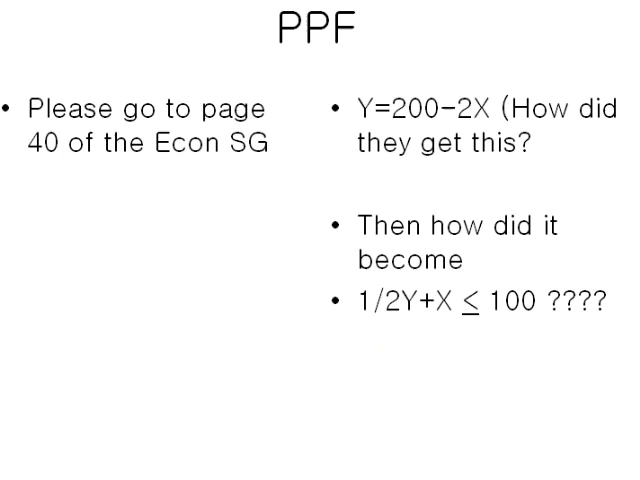 PPF
• Please go to page
40 of the Econ SG
• Y=200-2X (How did
they get this?
• Then how did it
become
• 1/2Y+X ≤ 100 ????